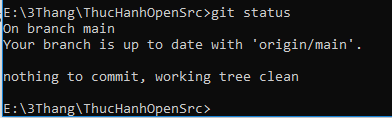 E:\3Thang\ThucHanhOpenSrc>git status
On branch main
Your branch is up to date with 'origin/main'.
nothing to commit, working tree clean
E:\3Thang\ThucHanhOpenSrc>